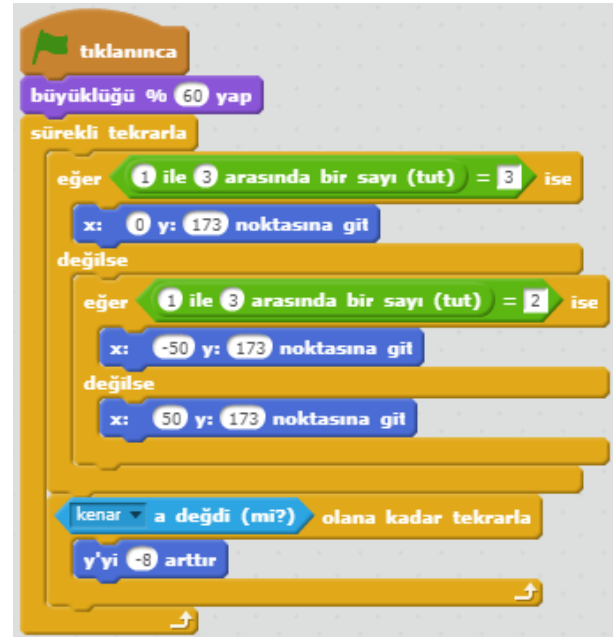 tıklanınca
büyüklüğü % 60 yap
sürekli tekrarla
eğer 1 ile 3 arasında bir sayı (tut) = 3 ise
x: 0 y: 173 noktasına git
değilse
eğer 1 ile 3 arasında bir sayı (tut) = 2 ise
x: -50 y: 173 noktasına git
değilse
x: 50 y: 173 noktasına git
kenar a değdi (mi?) olana kadar tekrarla
y'yi -8 arttır